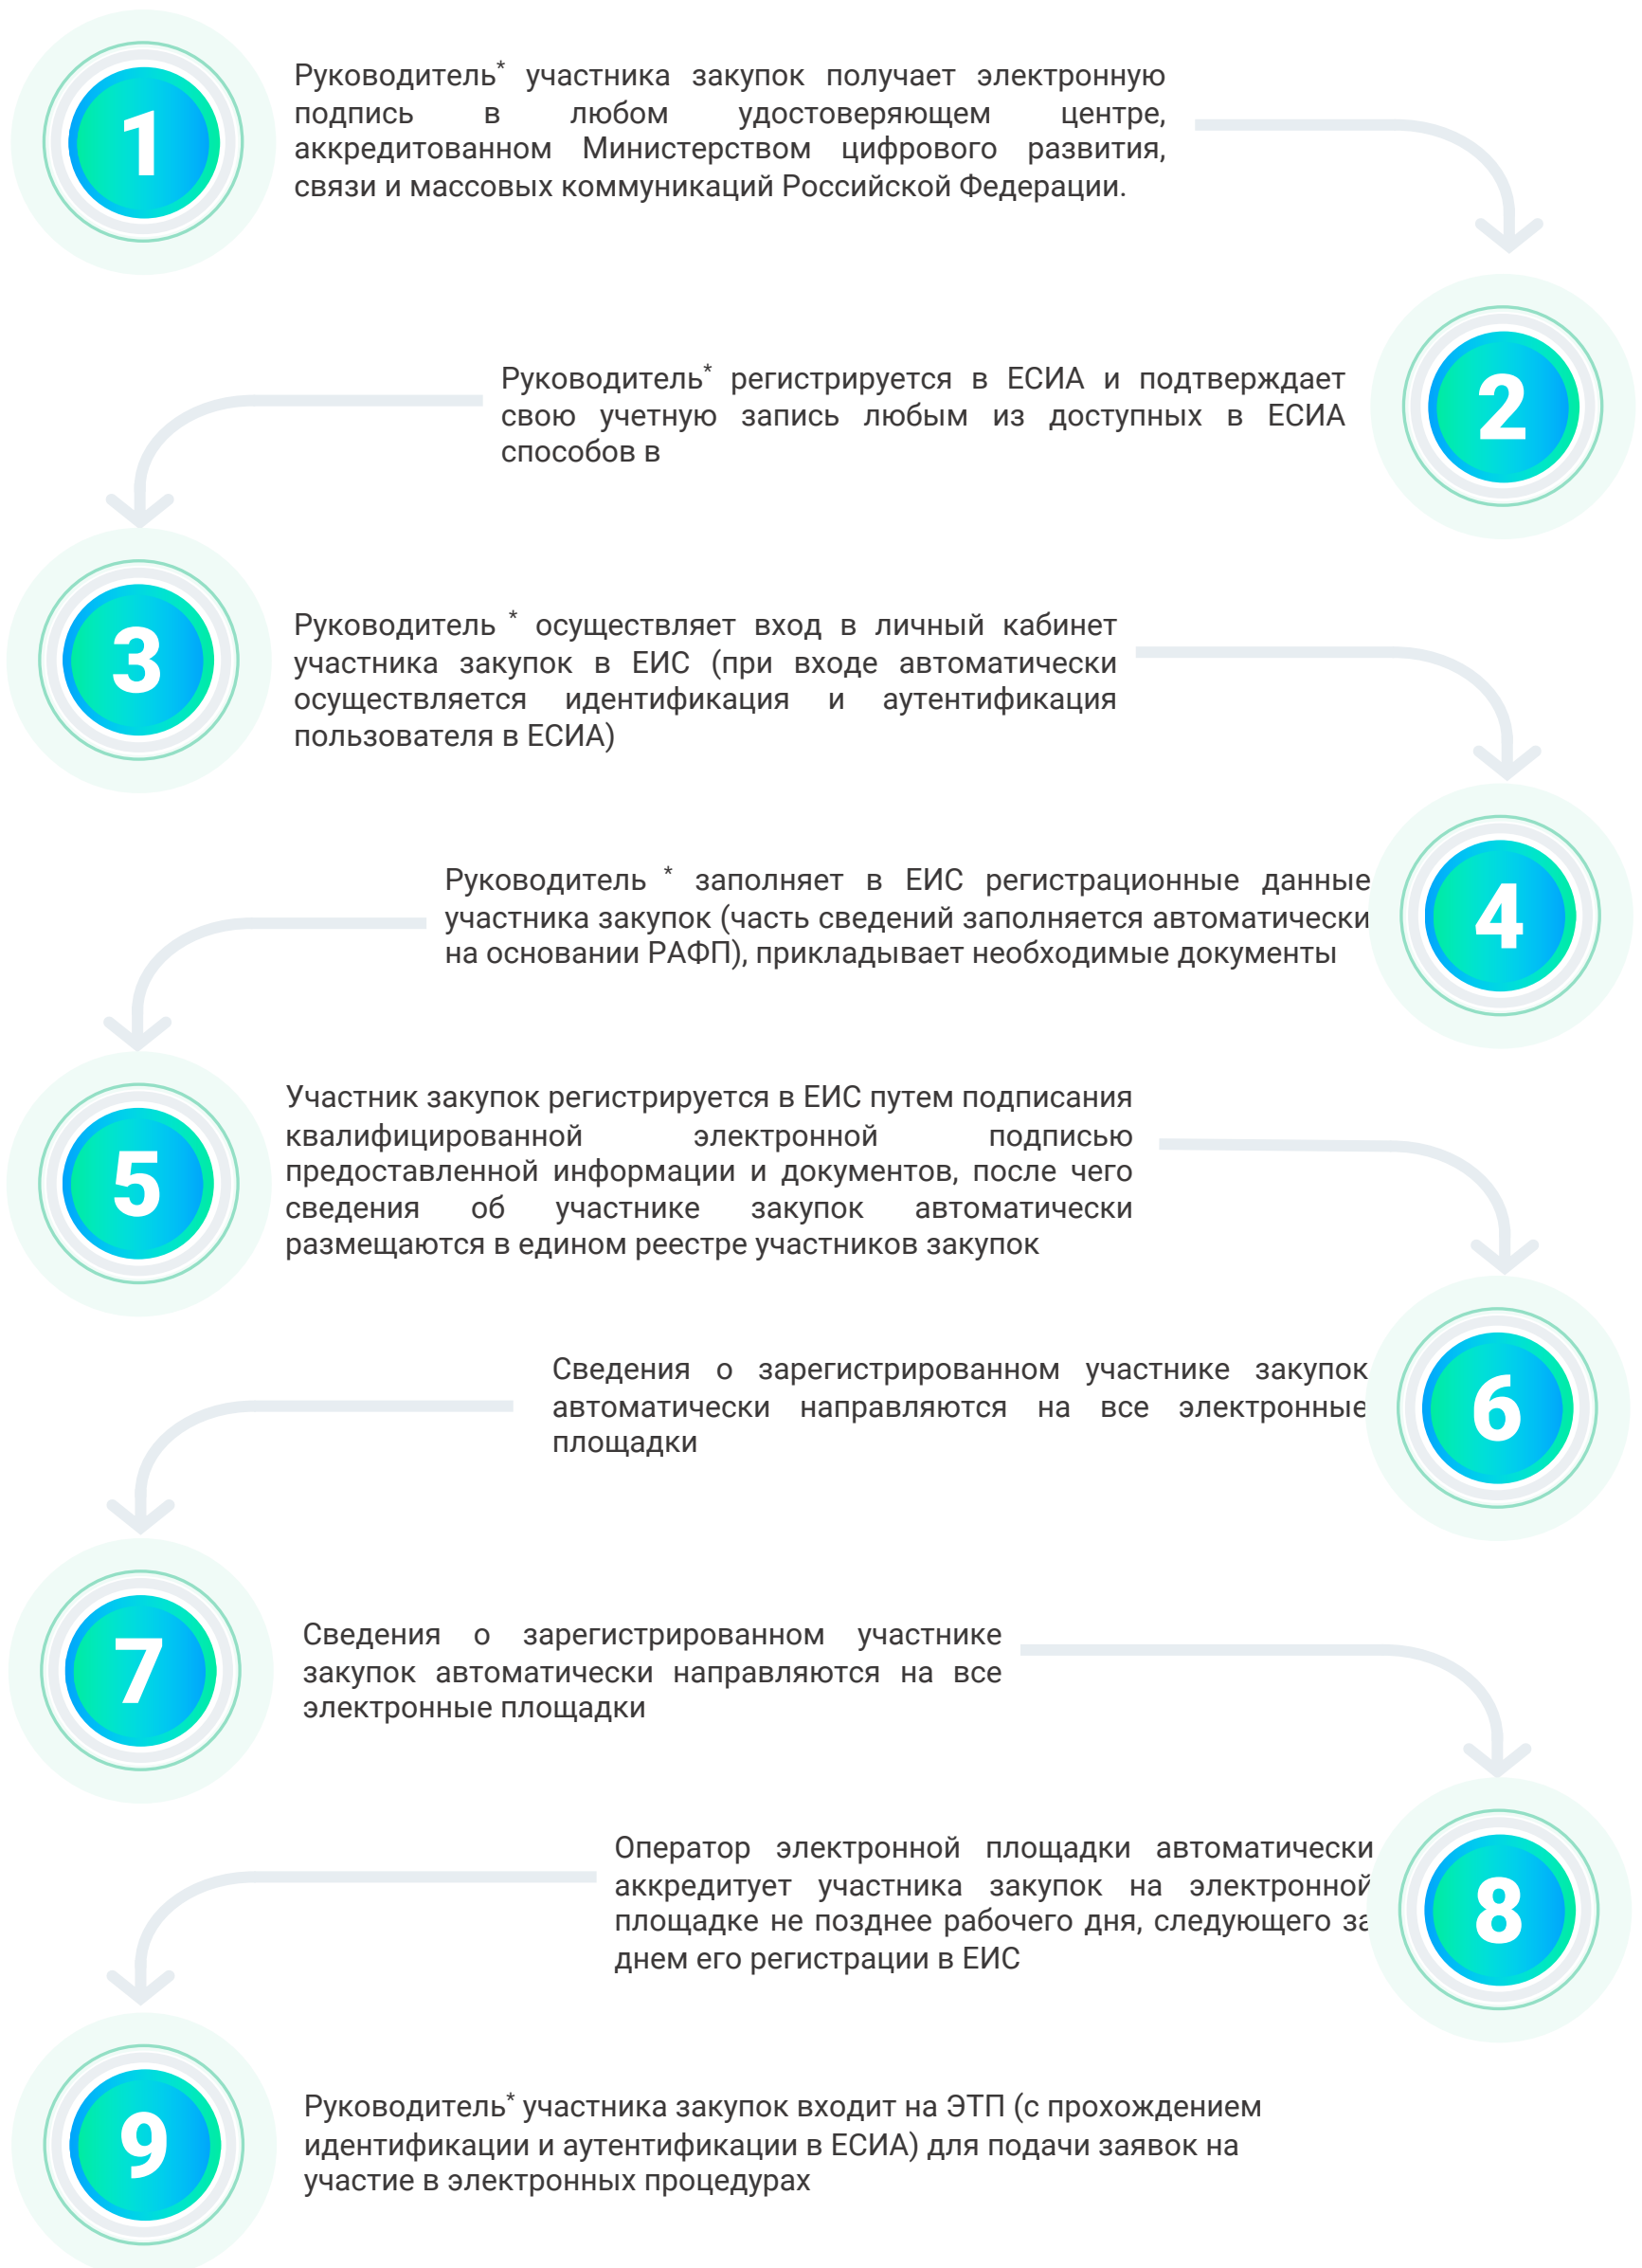 1
Руководитель* участника закупок получает электронную
подпись в любом удостоверяющем центре,
аккредитованном Министерством цифрового развития,
связи и массовых коммуникаций Российской Федерации.
2
Руководитель* регистрируется в ЕСИА и подтверждает
свою учетную запись любым из доступных в ЕСИА
способов в
3
Руководитель * осуществляет вход в личный кабинет
участника закупок в ЕИС (при входе автоматически
осуществляется идентификация и аутентификация
пользователя в ЕСИА)
4
Руководитель * заполняет в ЕИС регистрационные данные
участника закупок (часть сведений заполняется автоматически
на основании РАФП), прикладывает необходимые документы
5
Участник закупок регистрируется в ЕИС путем подписания
квалифицированной электронной подписью
предоставленной информации и документов, после чего
сведения об участнике закупок автоматически
размещаются в едином реестре участников закупок
6
Сведения о зарегистрированном участнике закупок
автоматически направляются на все электронные
площадки
7
Сведения о зарегистрированном участнике
закупок автоматически направляются на все
электронные площадки
8
Оператор электронной площадки автоматически
аккредитует участника закупок на электронной
площадке не позднее рабочего дня, следующего за
днем его регистрации в ЕИС
9
Руководитель* участника закупок входит на ЭТП (с прохождением
идентификации и аутентификации в ЕСИА) для подачи заявок на
участие в электронных процедурах